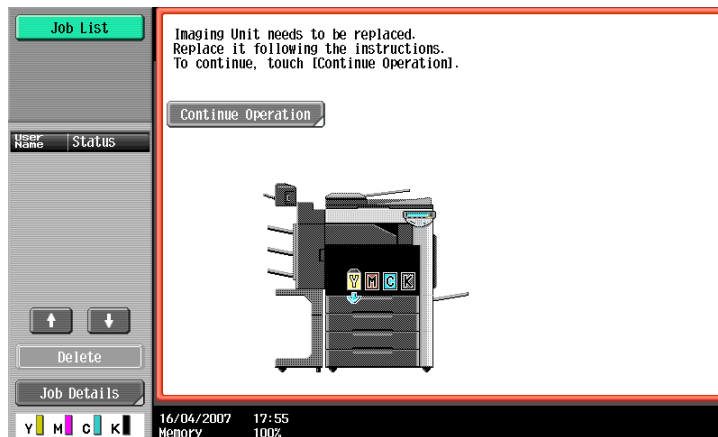 Job List
Imaging Unit needs to be replaced.
Replace it following the instructions.
To continue, touch [Continue Operation].
Continue Operation
User Name Status
Y M C K
Delete
Job Details
Y M C K
16/04/2007 17:55
Memory 100%